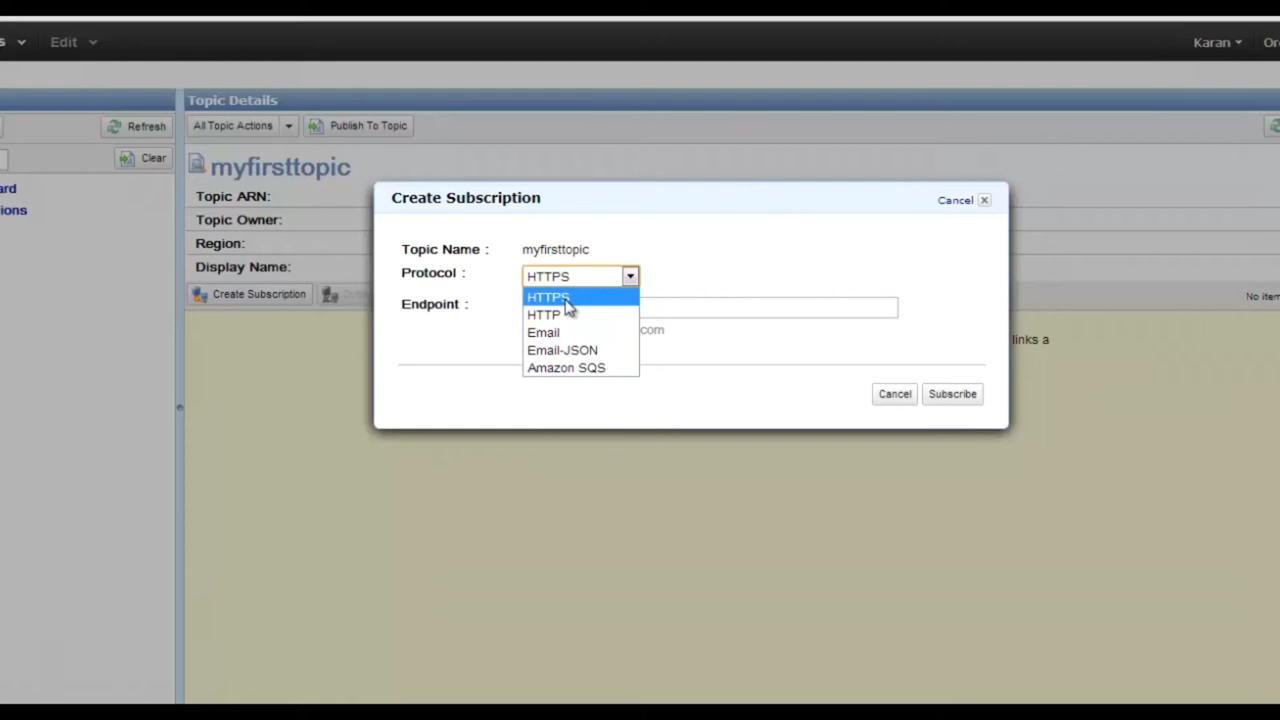 Edit
Karan
Topic Details
Refresh
All Topic Actions
Publish To Topic
Clear
myfirsttopic
Topic ARN:
Topic Owner:
Region:
Display Name:
Create Subscription
No item
links a
Create Subscription
Cancel
Topic Name : myfirsttopic
Protocol : HTTPS
HTTPS
HTTP
Email
Email-JSON
Amazon SQS
Endpoint :
com
Cancel
Subscribe